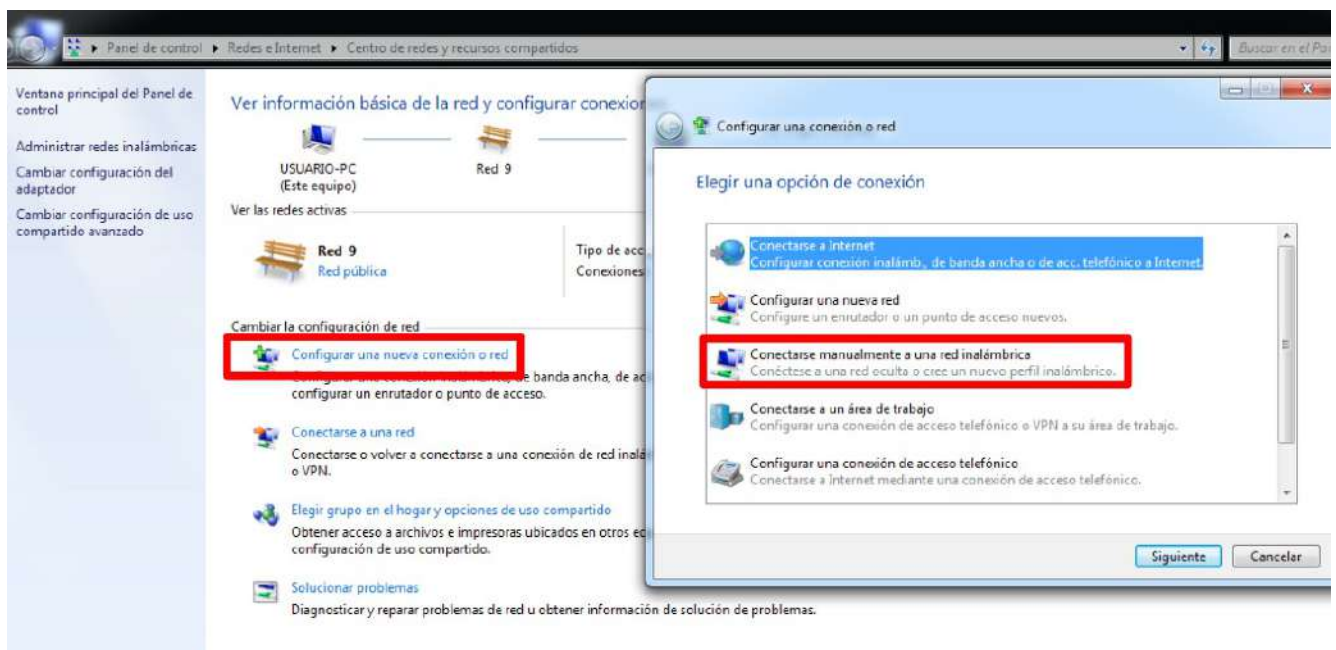 Panel de control ▸ Redes e Internet ▸ Centro de redes y recursos compartidos
Buscar en el Pa
Ventana principal del Panel de
control
Administrar redes inalámbricas
Cambiar configuración del
adaptador
Cambiar configuración de uso
compartido avanzado
Ver información básica de la red y configurar conexion
USUARIO-PC
(Este equipo)
Red 9
Ver las redes activas
Red 9
Red pública
Tipo de acc
Conexiones
Cambiar la configuración de red
Configurar una nueva conexión o red
Configurar una conexión inalámbrica, de banda ancha, de ac
configurar un enrutador o punto de acceso.
Conectarse a una red
Conectarse o volver a conectarse a una conexión de red inalá
o VPN.
Elegir grupo en el hogar y opciones de uso compartido
Obtener acceso a archivos e impresoras ubicados en otros eq
configuración de uso compartido.
Solucionar problemas
Diagnosticar y reparar problemas de red u obtener información de solución de problemas.
Configurar una conexión o red
Elegir una opción de conexión
Conectarse a Internet
Configurar conexión inalámb., de banda ancha o de acc. telefónico a Internet.
Configurar una nueva red
Configure un enrutador o un punto de acceso nuevos.
Conectarse manualmente a una red inalámbrica
Conéctese a una red oculta o cree un nuevo perfil inalámbrico.
Conectarse a un área de trabajo
Configurar una conexión de acceso telefónico o VPN a su área de trabajo.
Configurar una conexión de acceso telefónico
Conectarse a Internet mediante una conexión de acceso telefónico.
Siguiente
Cancelar